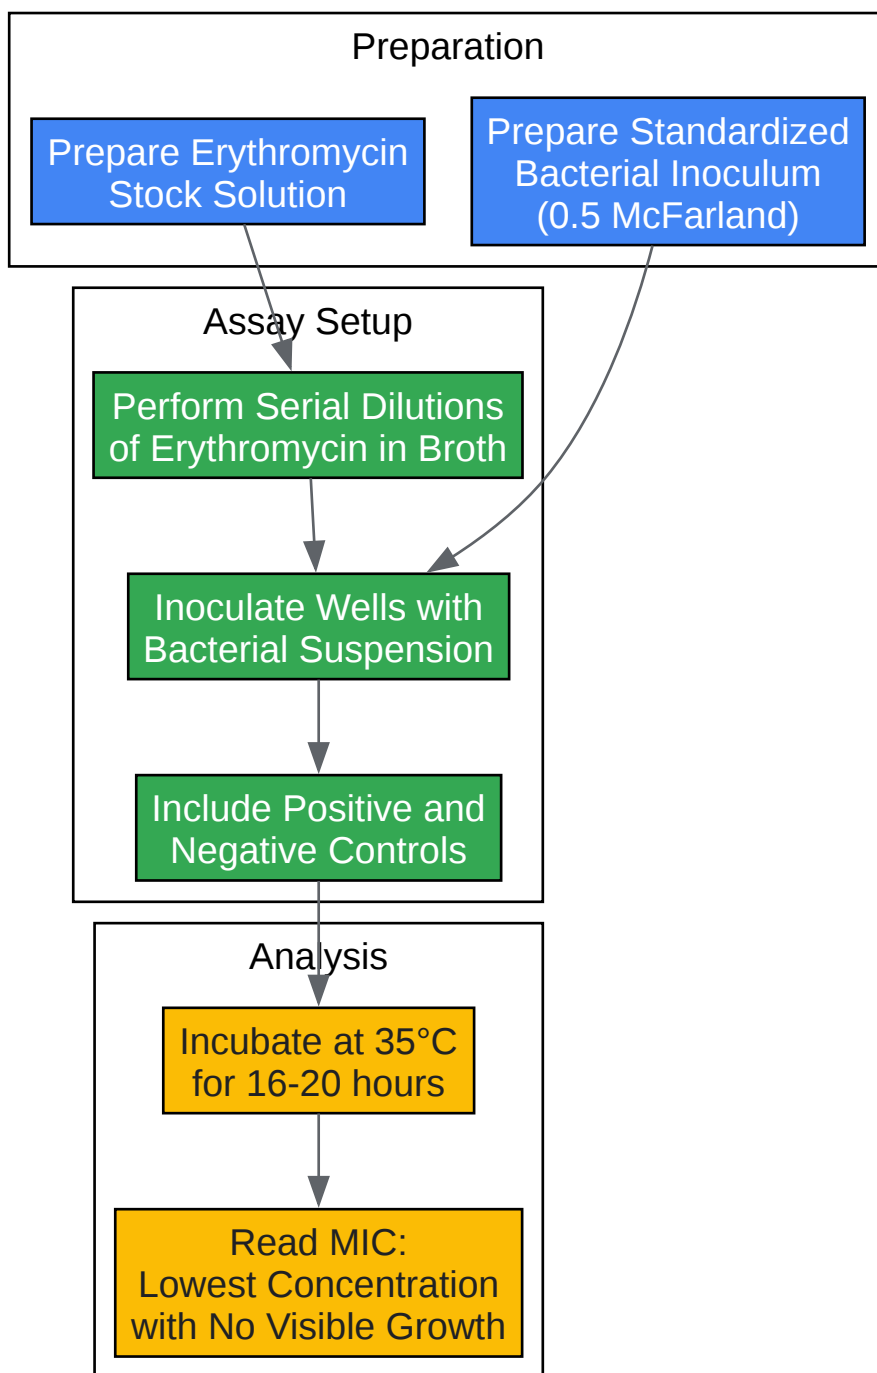 Preparation
Prepare Erythromycin
Stock Solution
Prepare Standardized
Bacterial Inoculum
(0.5 McFarland)
Assay Setup
Perform Serial Dilutions
of Erythromycin in Broth
Inoculate Wells with
Bacterial Suspension
Include Positive and
Negative Controls
Analysis
Incubate at 35°C
for 16-20 hours
Read MIC:
Lowest Concentration
with No Visible Growth